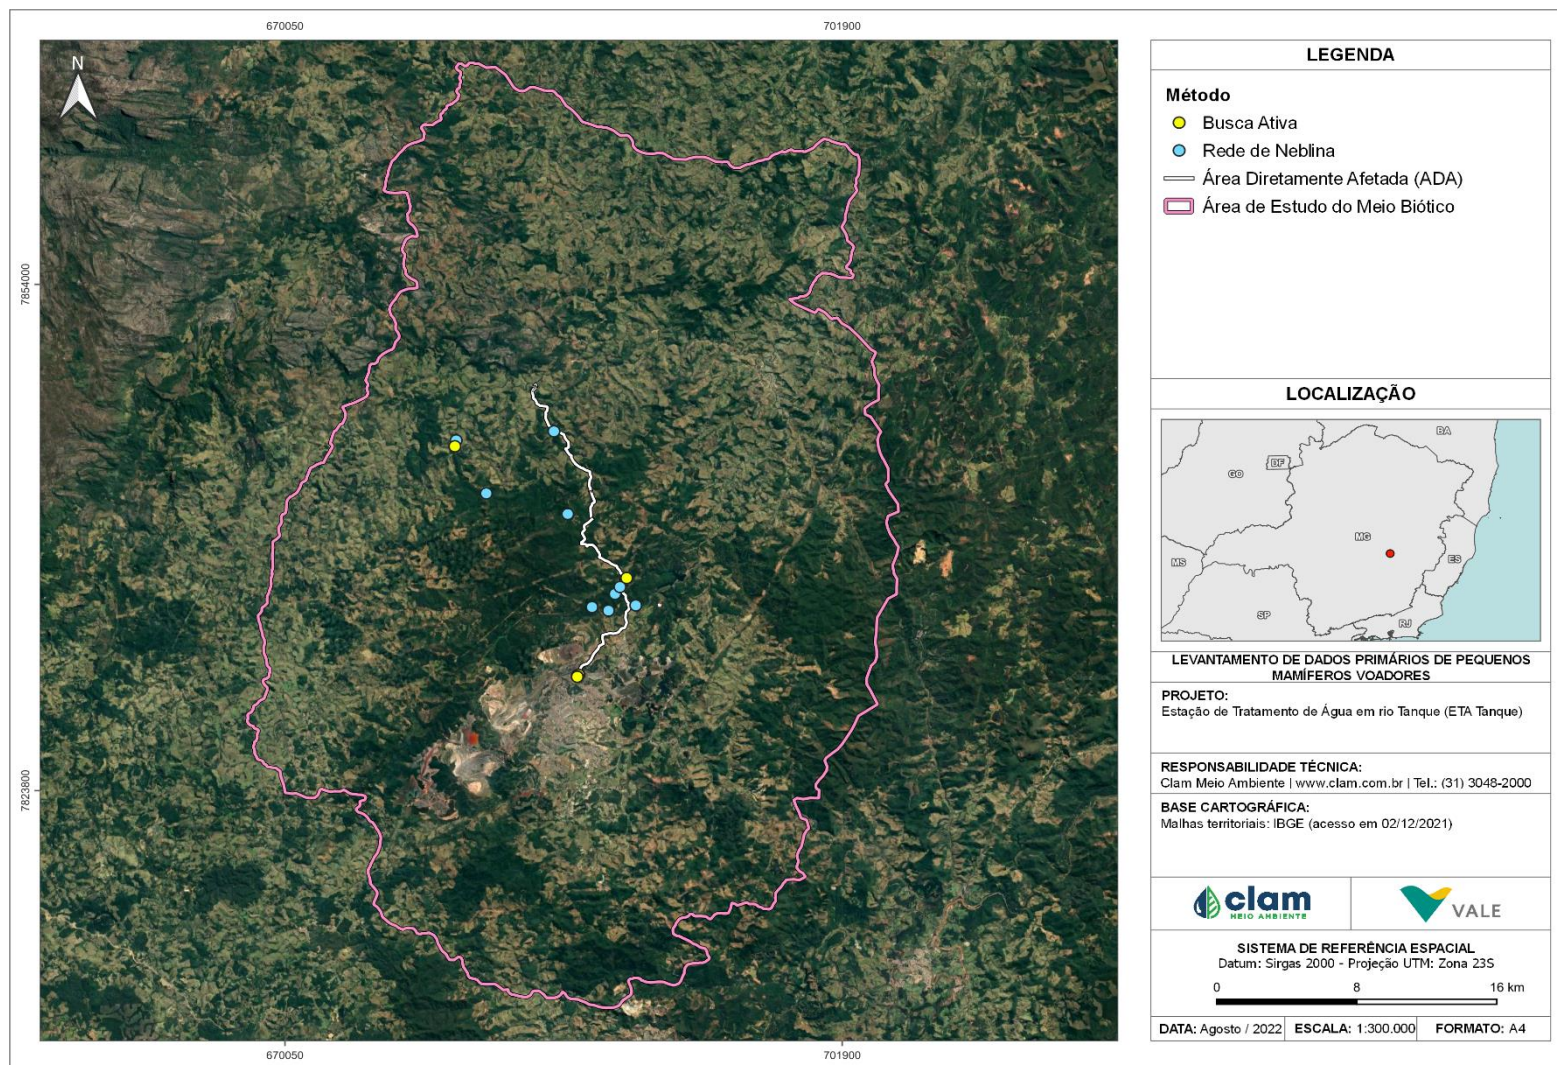 670050
701900
N
7854000
7823800
670050
701900
LEGENDA
Método
Busca Ativa
Rede de Neblina
Área Diretamente Afetada (ADA)
Área de Estudo do Meio Biótico
LOCALIZAÇÃO
BA
GO
DF
MG
ES
MS
SP
RJ
LEVANTAMENTO DE DADOS PRIMÁRIOS DE PEQUENOS
MAMÍFEROS VOADORES
PROJETO:
Estação de Tratamento de Água em rio Tanque (ETA Tanque)
RESPONSABILIDADE TÉCNICA:
Clam Meio Ambiente | www.clam.com.br | Tel.: (31) 3048-2000
BASE CARTOGRÁFICA:
Malhas territoriais: IBGE (acesso em 02/12/2021)
clam
MEIO AMBIENTE
VALE
SISTEMA DE REFERÊNCIA ESPACIAL
Datum: Sirgas 2000 - Projeção UTM: Zona 23S
0 8 16 km
DATA: Agosto / 2022 ESCALA: 1:300.000 FORMATO: A4